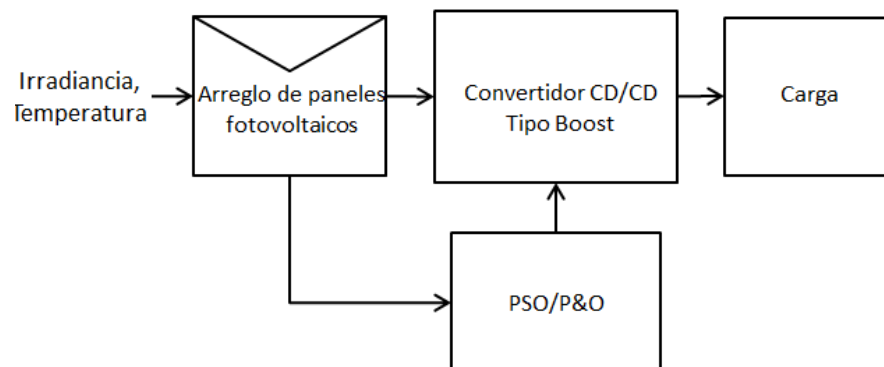 Irradiancia,
Temperatura
Arreglo de paneles
fotovoltaicos
Convertidor CD/CD
Tipo Boost
Carga
PSO/P&O